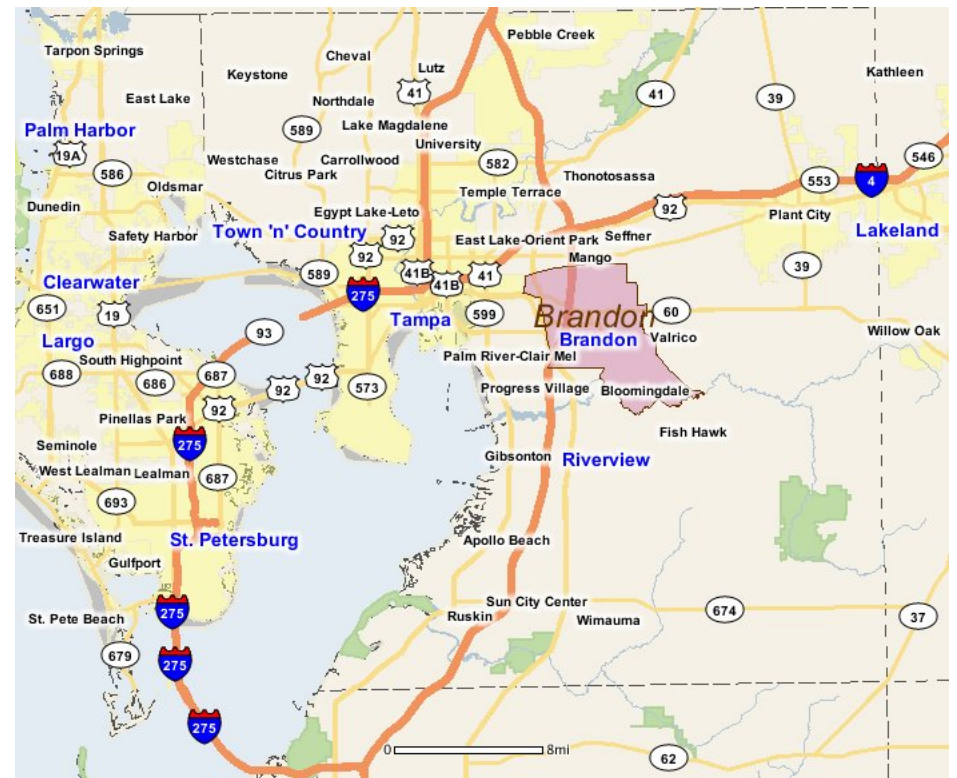 Pebble Creek
Tarpon Springs
Cheval
Lutz
Keystone
Kathleen
41
41
39
East Lake
Northdale
589
Lake Magdalene
Palm Harbor
19A
University
546
Westchase
Carrollwood
582
553
4
586
Citrus Park
Thonotosassa
Oldsmar
Temple Terrace
92
Dunedin
Egypt Lake-Leto
Plant City
Safety Harbor
Town 'n' Country
92
92
East Lake-Orient Park
Seffner
Lakeland
Mango
39
589
41B
41B
41
Clearwater
275
651
19
Tampa
599
Brandon
60
93
Brandon
Valrico
Willow Oak
Largo
South Highpoint
Palm River-Clair Mel
688
686
687
92
92
573
Progress Village
Bloomingdale
92
Pinellas Park
Fish Hawk
Seminole
275
Gibsonton
Riverview
West Lealman
Lealman
687
693
Treasure Island
St. Petersburg
Apollo Beach
Gulfport
275
Sun City Center
674
St. Pete Beach
Ruskin
Wimauma
37
679
275
275
0
8mi
62